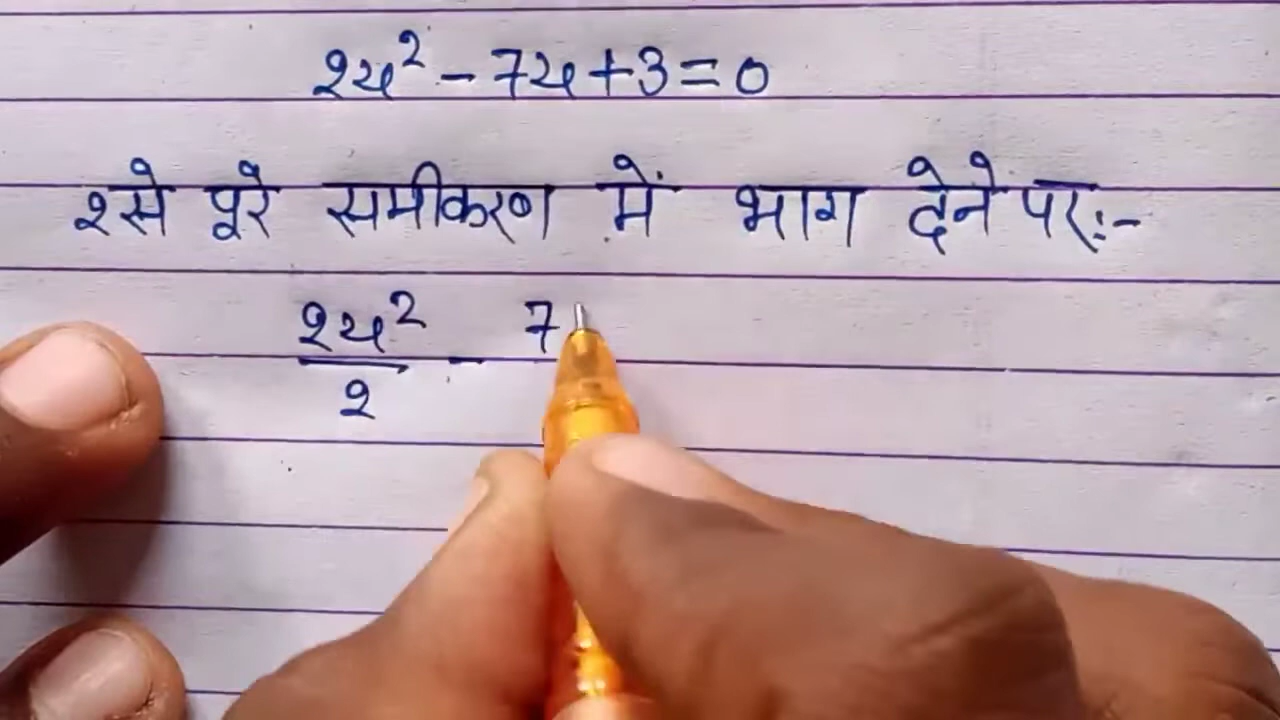 2x² - 7x + 3 = 0
2 से पूरे समीकरण में भाग देने पर :-
2x²/2 - 7